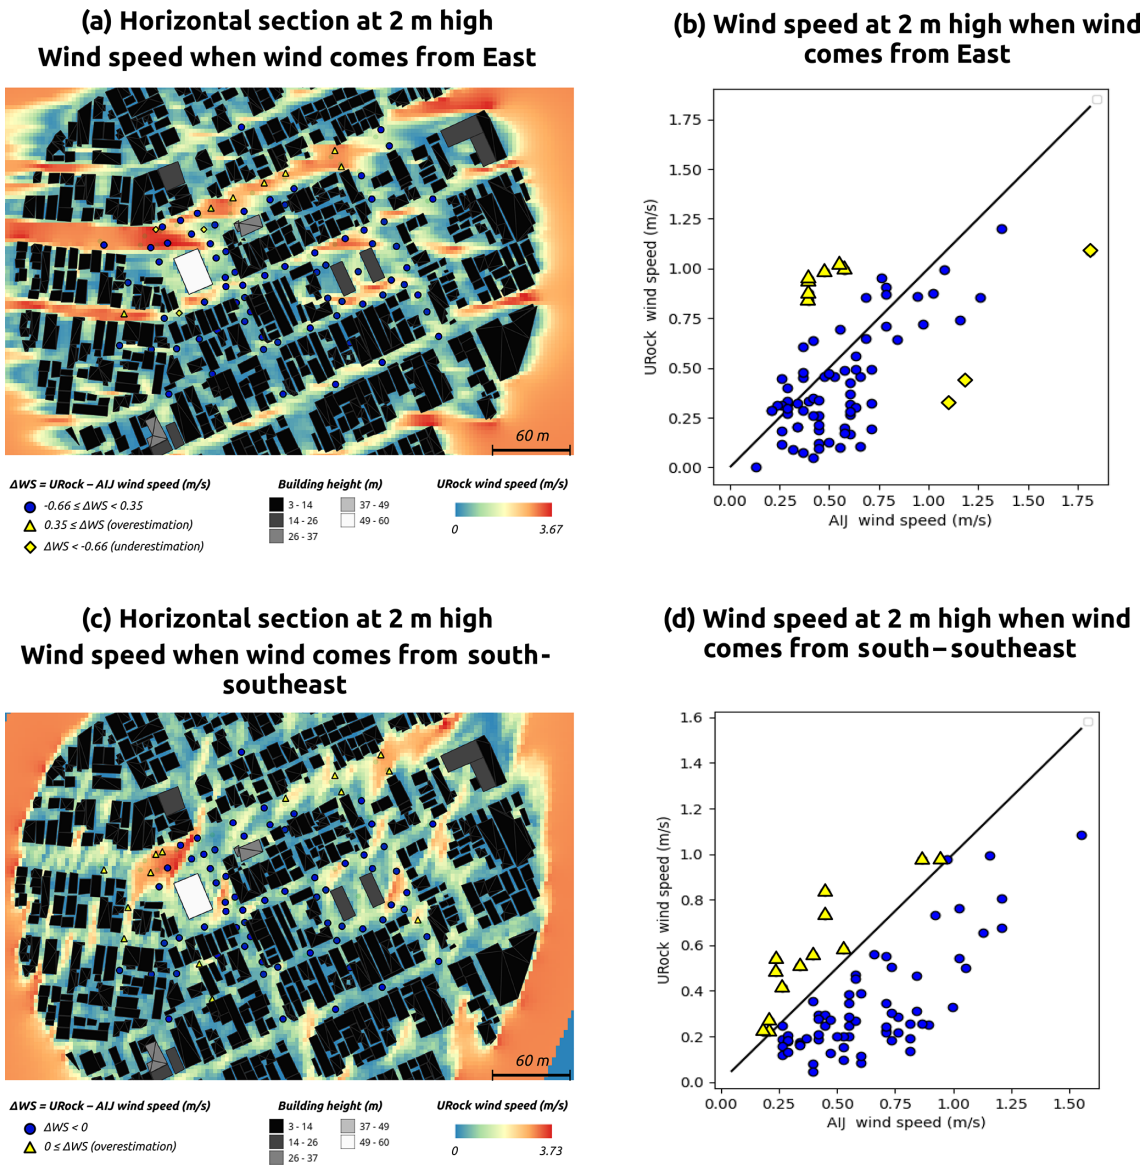 (a) Horizontal section at 2 m high
Wind speed when wind comes from East
60 m
ΔWS = URock – AIJ wind speed (m/s)
-0.66 ≤ ΔWS < 0.35
0.35 ≤ ΔWS (overestimation)
ΔWS < -0.66 (underestimation)
Building height (m)
3 - 14
14 - 26
26 - 37
37 - 49
49 - 60
URock wind speed (m/s)
0 3.67
(b) Wind speed at 2 m high when wind
comes from East
URock wind speed (m/s)
1.75
1.50
1.25
1.00
0.75
0.50
0.25
0.00
0.00 0.25 0.50 0.75 1.00 1.25 1.50 1.75
AIJ wind speed (m/s)
(c) Horizontal section at 2 m high
Wind speed when wind comes from south-
southeast
60 m
ΔWS = URock – AIJ wind speed (m/s)
ΔWS < 0
0 ≤ ΔWS (overestimation)
Building height (m)
3 - 14
14 - 26
26 - 37
37 - 49
49 - 60
URock wind speed (m/s)
0 3.73
(d) Wind speed at 2 m high when wind
comes from south–southeast
URock wind speed (m/s)
1.6
1.4
1.2
1.0
0.8
0.6
0.4
0.2
0.0
0.00 0.25 0.50 0.75 1.00 1.25 1.50
AIJ wind speed (m/s)